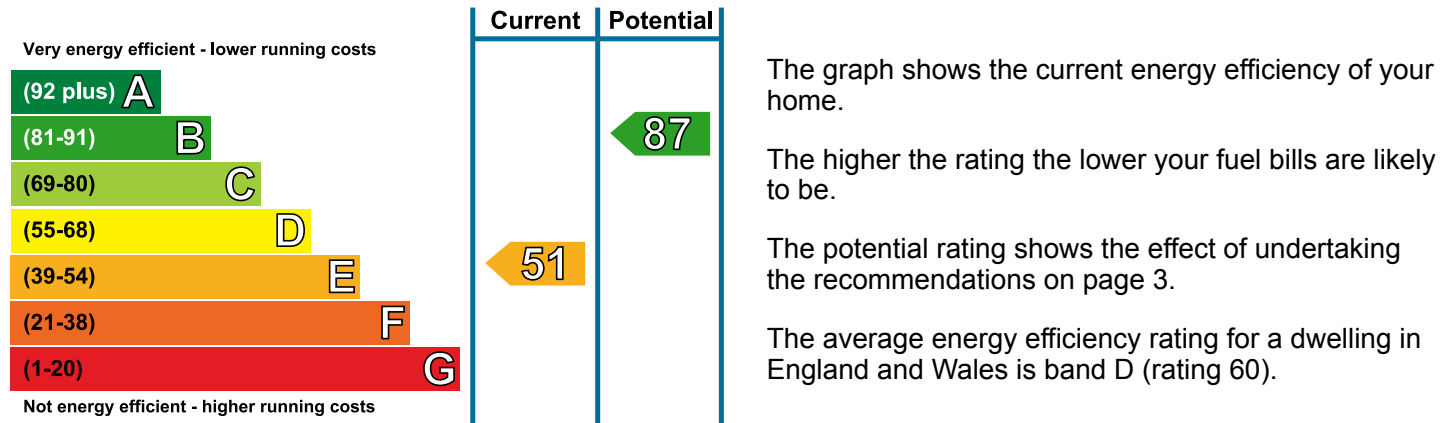 Current Potential
Very energy efficient - lower running costs
(92 plus) A
(81-91) B
87
(69-80) C
(55-68) D
(39-54) E
51
(21-38) F
(1-20) G
Not energy efficient - higher running costs
The graph shows the current energy efficiency of your
home.
The higher the rating the lower your fuel bills are likely
to be.
The potential rating shows the effect of undertaking
the recommendations on page 3.
The average energy efficiency rating for a dwelling in
England and Wales is band D (rating 60).